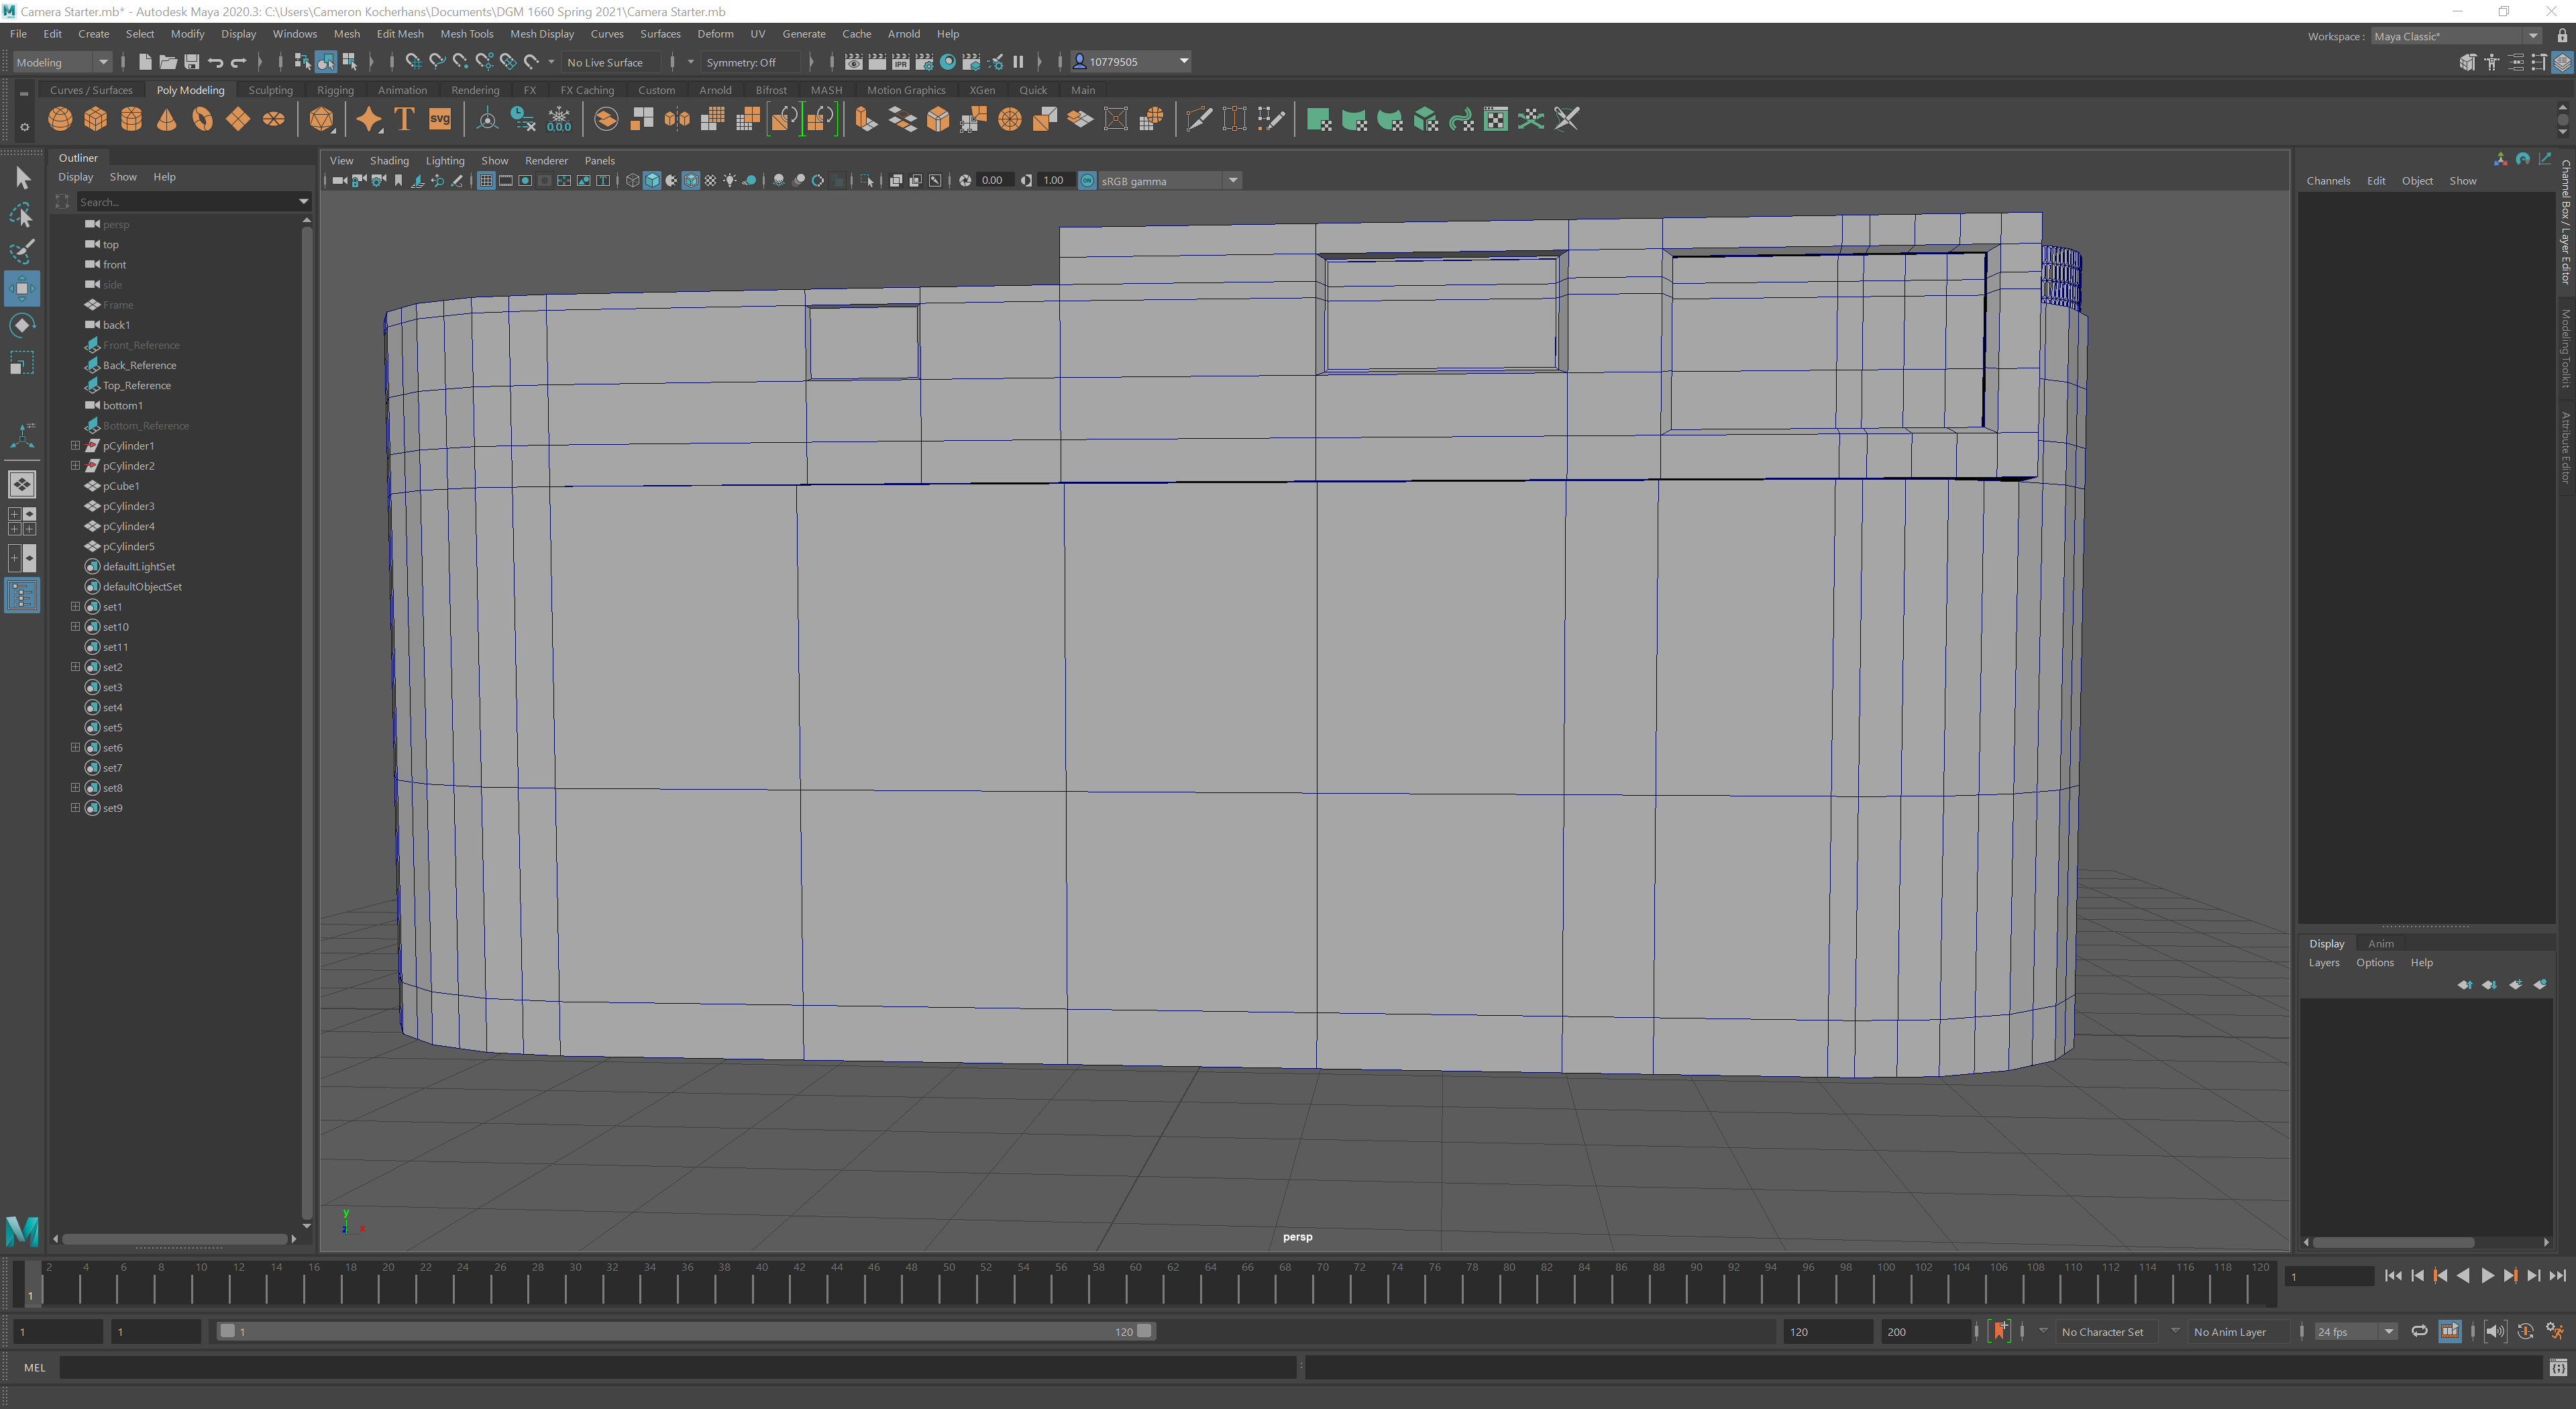 Camera Starter.mb* - Autodesk Maya 2020.3: C:\Users\Cameron Kocherhans\Documents\DGM 1660 Spring 2021\Camera Starter.mb
File Edit Create Select Modify Display Windows Mesh Edit Mesh Mesh Tools Mesh Display Curves Surfaces Deform UV Generate Cache Arnold Help
Workspace : Maya Classic*
Modeling No Live Surface Symmetry: Off IPR 10779505
Curves / Surfaces Poly Modeling Sculpting Rigging Animation Rendering FX FX Caching Custom Arnold Bifrost MASH Motion Graphics XGen Quick Main
T SVG 0,0,0
Outliner
Display Show Help
Search...
persp
top
front
side
Frame
back1
Front_Reference
Back_Reference
Top_Reference
bottom1
Bottom_Reference
pCylinder1
pCylinder2
pCube1
pCylinder3
pCylinder4
pCylinder5
defaultLightSet
defaultObjectSet
set1
set10
set11
set2
set3
set4
set5
set6
set7
set8
set9
View Shading Lighting Show Renderer Panels
0.00 1.00 ON sRGB gamma
y
z x
persp
Channels Edit Object Show
Channel Box / Layer Editor
Modeling Toolkit
Attribute Editor
Display Anim
Layers Options Help
2 4 6 8 10 12 14 16 18 20 22 24 26 28 30 32 34 36 38 40 42 44 46 48 50 52 54 56 58 60 62 64 66 68 70 72 74 76 78 80 82 84 86 88 90 92 94 96 98 100 102 104 106 108 110 112 114 116 118 120
1
1
1 1 1 120 120 200 No Character Set No Anim Layer 24 fps
MEL